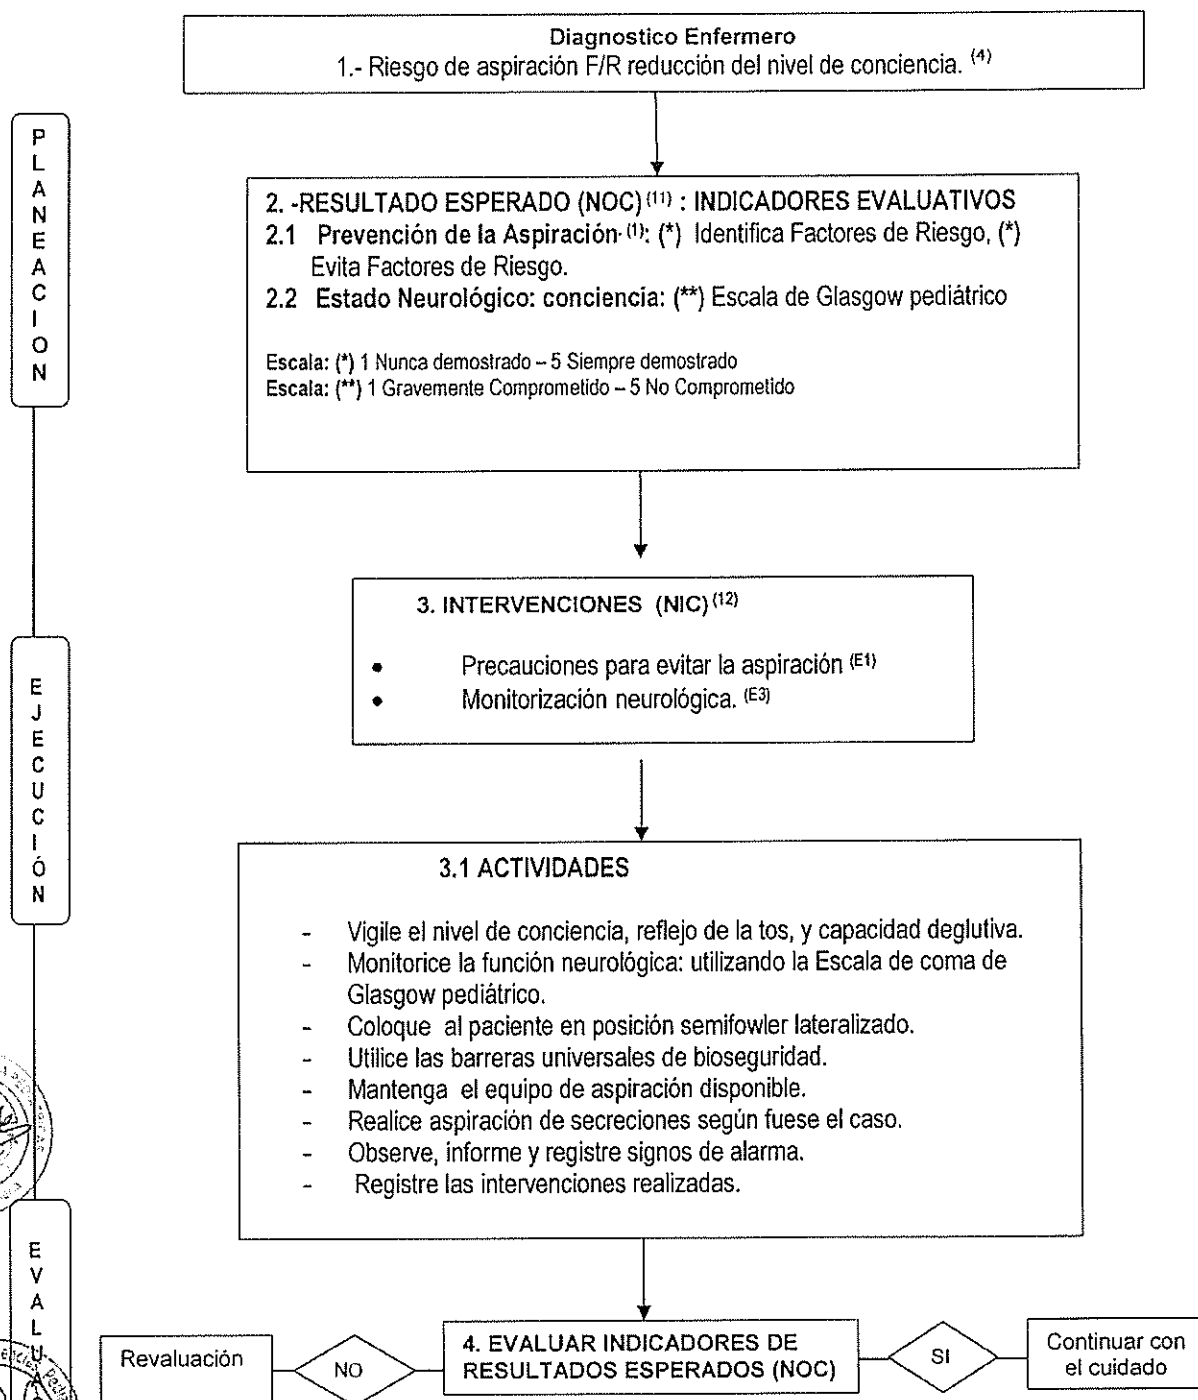 Diagnostico Enfermero
1.- Riesgo de aspiración F/R reducción del nivel de conciencia. (4)
PLANEACION
2. -RESULTADO ESPERADO (NOC) (11) : INDICADORES EVALUATIVOS
2.1 Prevención de la Aspiración· (1): (*) Identifica Factores de Riesgo, (*)
Evita Factores de Riesgo.
2.2 Estado Neurológico: conciencia: (**) Escala de Glasgow pediátrico
Escala: (*) 1 Nunca demostrado – 5 Siempre demostrado
Escala: (**) 1 Gravemente Comprometido – 5 No Comprometido
EJECUCIÓN
3. INTERVENCIONES (NIC) (12)
• Precauciones para evitar la aspiración (E1)
• Monitorización neurológica. (E3)
3.1 ACTIVIDADES
- Vigile el nivel de conciencia, reflejo de la tos, y capacidad deglutiva.
- Monitorice la función neurológica: utilizando la Escala de coma de
Glasgow pediátrico.
- Coloque al paciente en posición semifowler lateralizado.
- Utilice las barreras universales de bioseguridad.
- Mantenga el equipo de aspiración disponible.
- Realice aspiración de secreciones según fuese el caso.
- Observe, informe y registre signos de alarma.
- Registre las intervenciones realizadas.
EVALUA
Revaluación
NO
4. EVALUAR INDICADORES DE
RESULTADOS ESPERADOS (NOC)
SI
Continuar con
el cuidado